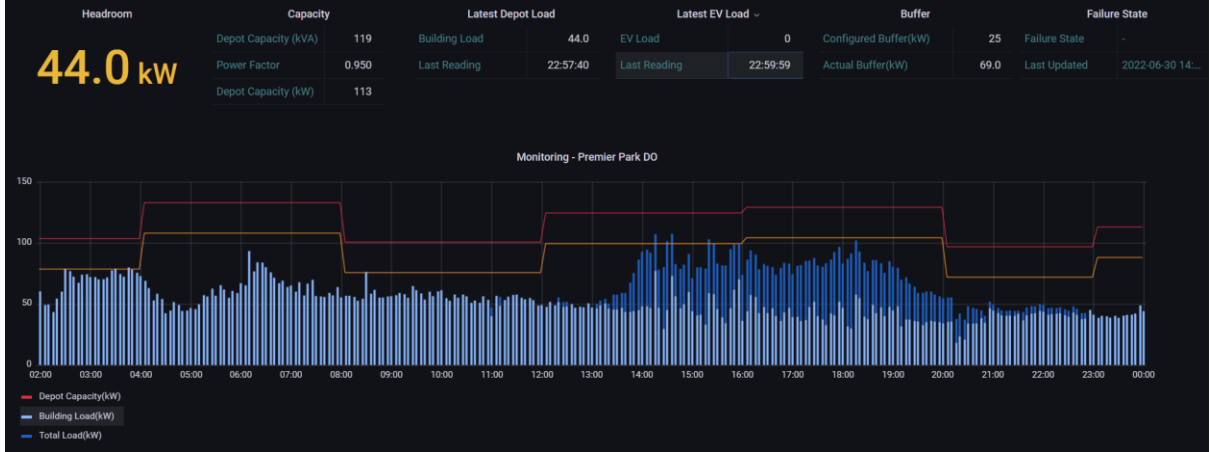 Headroom
44.0 kW
Capacity
Depot Capacity (kVA) 119
Power Factor 0.950
Depot Capacity (kW) 113
Latest Depot Load
Building Load 44.0
Last Reading 22:57:40
Latest EV Load
EV Load 0
Last Reading 22:59:59
Buffer
Configured Buffer(kW) 25
Actual Buffer(kW) 69.0
Failure State
Failure State -
Last Updated 2022-06-30 14:...
Monitoring - Premier Park DO
150
100
50
0
02:00 03:00 04:00 05:00 06:00 07:00 08:00 09:00 10:00 11:00 12:00 13:00 14:00 15:00 16:00 17:00 18:00 19:00 20:00 21:00 22:00 23:00 00:00
Depot Capacity(kW)
Building Load(kW)
Total Load(kW)